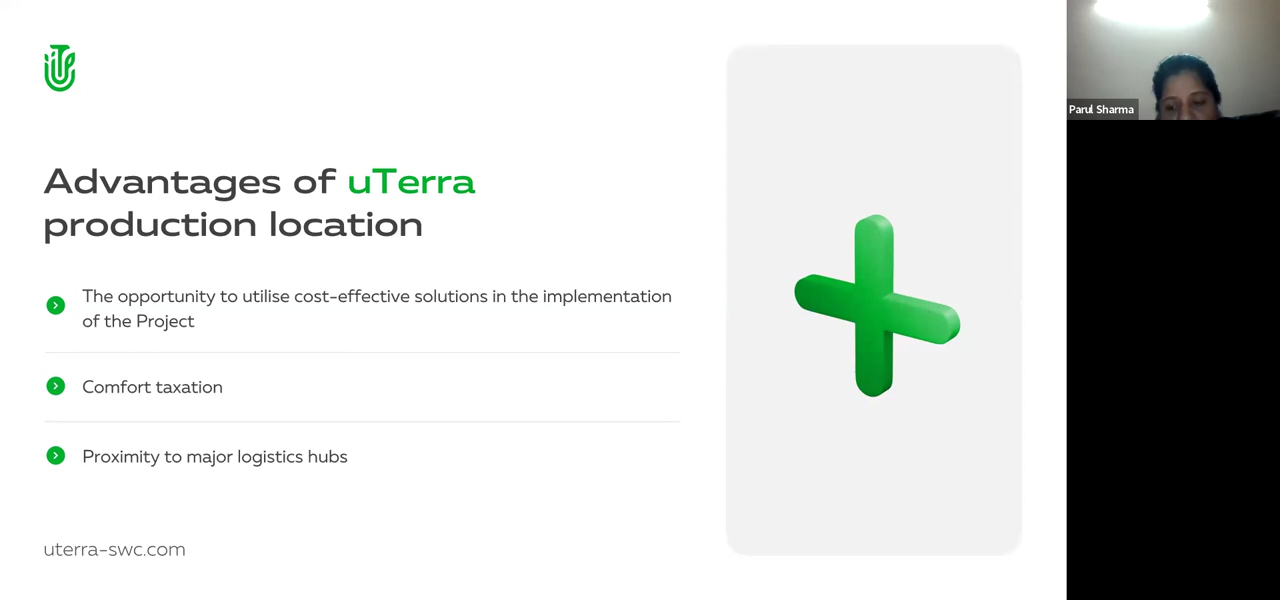 Advantages of uTerra
production location
The opportunity to utilise cost-effective solutions in the implementation
of the Project
Comfort taxation
Proximity to major logistics hubs
uterra-swc.com
Parul Sharma